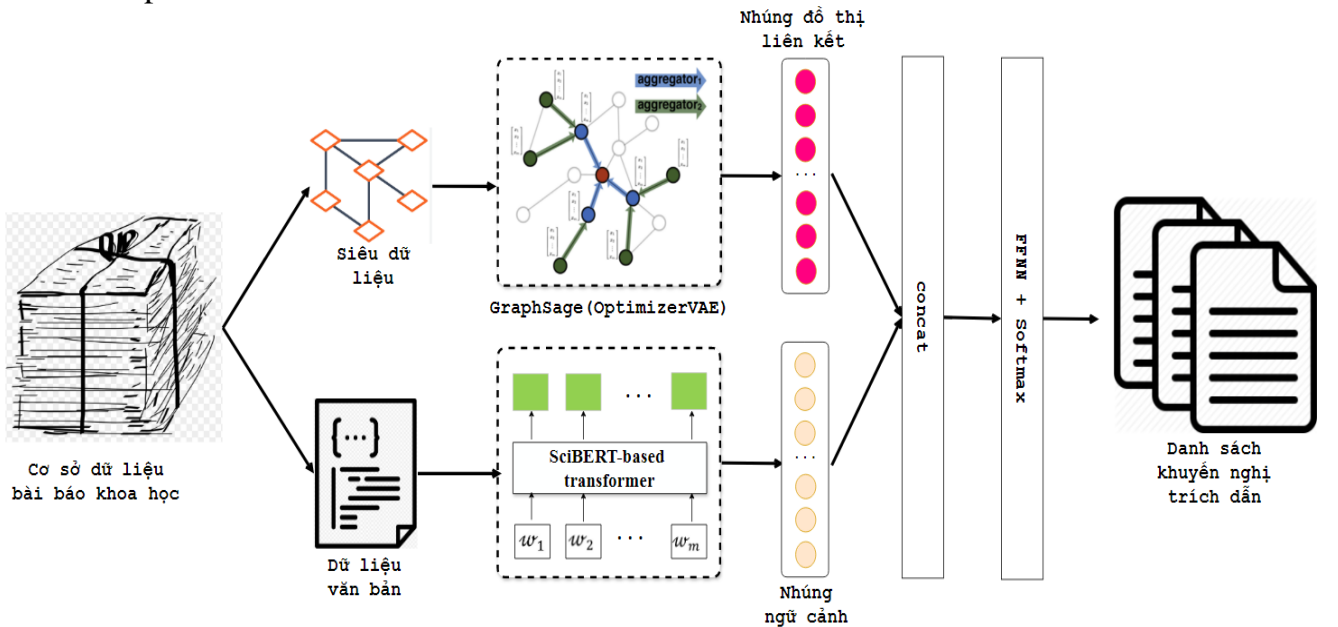 Nhúng đồ thị
liên kết
aggregator₁
aggregator₂
Siêu dữ
liệu
GraphSage(OptimizerVAE)
concat
FFNN + Softmax
{...}
...
SciBERT-based
transformer
w₁ w₂ ... wₘ
Cơ sở dữ liệu
bài báo khoa học
Dữ liệu
văn bản
Nhúng
ngữ cảnh
Danh sách
khuyến nghị
trích dẫn